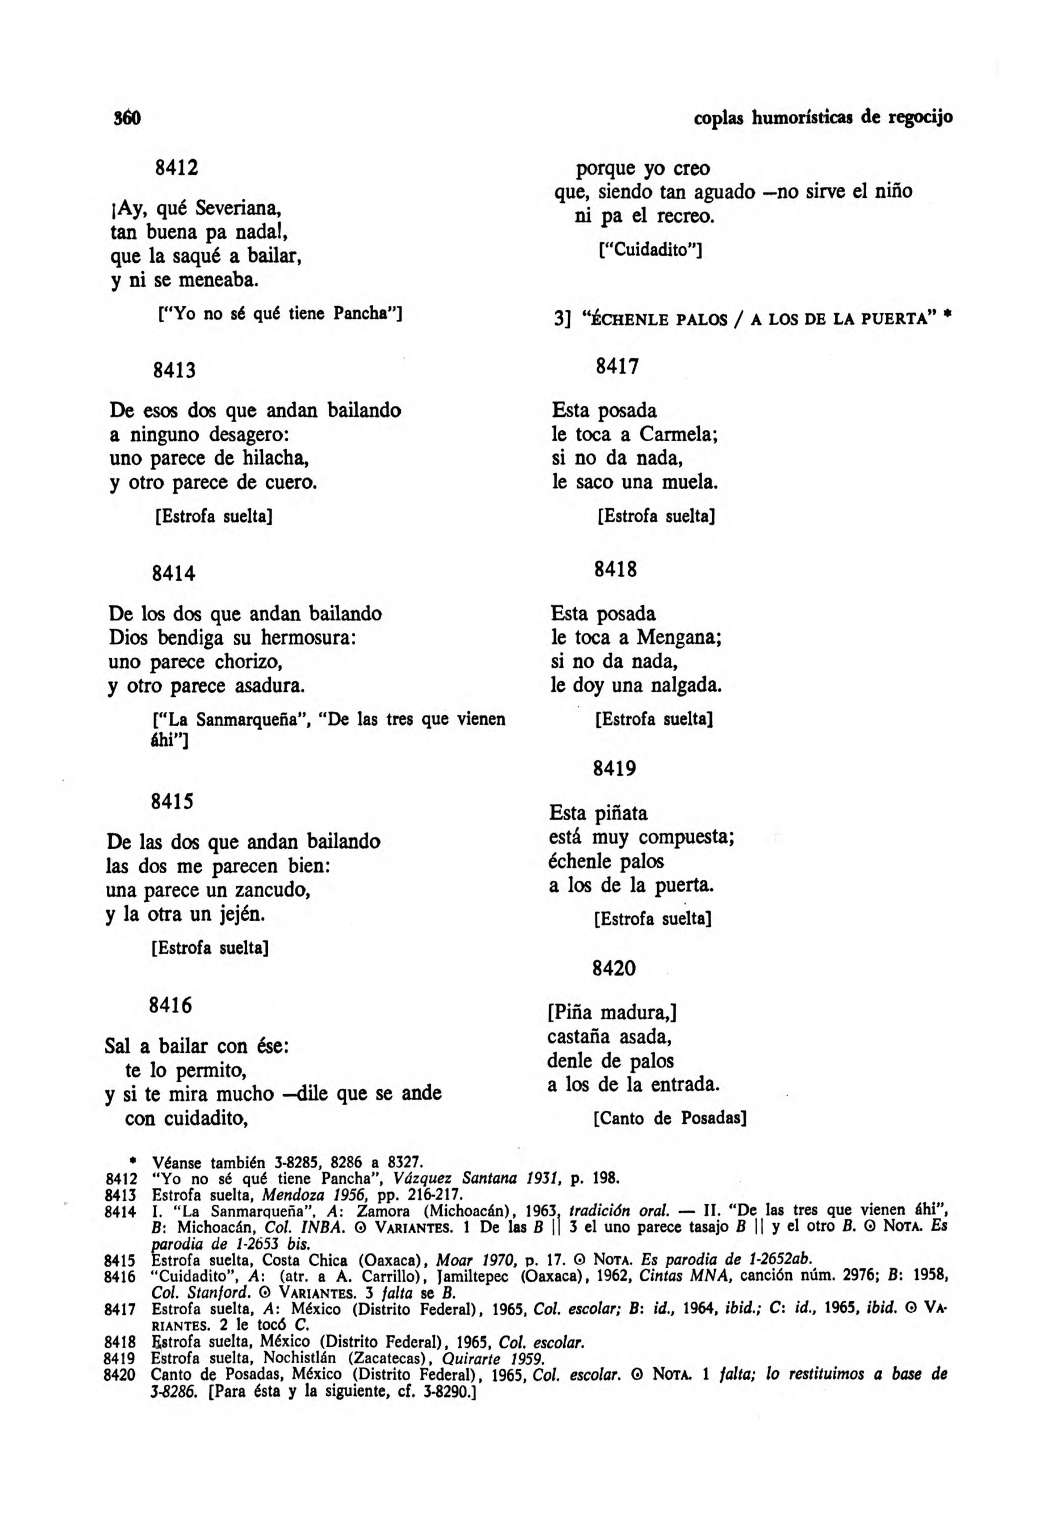 360
coplas humorísticas de regocijo
8412
¡Ay, qué Severiana,
tan buena pa nada!,
que la saqué a bailar,
y ni se meneaba.
["Yo no sé qué tiene Pancha"]
8413
De esos dos que andan bailando
a ninguno desagero:
uno parece de hilacha,
y otro parece de cuero.
[Estrofa suelta]
8414
De los dos que andan bailando
Dios bendiga su hermosura:
uno parece chorizo,
y otro parece asadura.
["La Sanmarqueña", "De las tres que vienen
áhi"]
8415
De las dos que andan bailando
las dos me parecen bien:
una parece un zancudo,
y la otra un jején.
[Estrofa suelta]
8416
Sal a bailar con ése:
te lo permito,
y si te mira mucho —dile que se ande
con cuidadito,
porque yo creo
que, siendo tan aguado —no sirve el niño
ni pa el recreo.
["Cuidadito"]
3] "ÉCHENLE PALOS / A LOS DE LA PUERTA" *
8417
Esta posada
le toca a Carmela;
si no da nada,
le saco una muela.
[Estrofa suelta]
8418
Esta posada
le toca a Mengana;
si no da nada,
le doy una nalgada.
[Estrofa suelta]
8419
Esta piñata
está muy compuesta;
échenle palos
a los de la puerta.
[Estrofa suelta]
8420
[Piña madura,]
castaña asada,
denle de palos
a los de la entrada.
[Canto de Posadas]
* Véanse también 3-8285, 8286 a 8327.
8412 "Yo no sé qué tiene Pancha", Vázquez Santana 1931, p. 198.
8413 Estrofa suelta, Mendoza 1956, pp. 216-217.
8414 I. "La Sanmarqueña", A: Zamora (Michoacán), 1963, tradición oral. — II. "De las tres que vienen áhi",
B: Michoacán, Col. INBA. ⊙ VARIANTES. 1 De las B || 3 el uno parece tasajo B || y el otro B. ⊙ NOTA. Es
parodia de 1-2653 bis.
8415 Estrofa suelta, Costa Chica (Oaxaca), Moar 1970, p. 17. ⊙ NOTA. Es parodia de 1-2652ab.
8416 "Cuidadito", A: (atr. a A. Carrillo), Jamiltepec (Oaxaca), 1962, Cintas MNA, canción núm. 2976; B: 1958,
Col. Stanford. ⊙ VARIANTES. 3 falta se B.
8417 Estrofa suelta, A: México (Distrito Federal), 1965, Col. escolar; B: id., 1964, ibid.; C: id., 1965, ibid. ⊙ VA-
RIANTES. 2 le tocó C.
8418 Estrofa suelta, México (Distrito Federal), 1965, Col. escolar.
8419 Estrofa suelta, Nochistlán (Zacatecas), Quirarte 1959.
8420 Canto de Posadas, México (Distrito Federal), 1965, Col. escolar. ⊙ NOTA. 1 falta; lo restituimos a base de
3-8286. [Para ésta y la siguiente, cf. 3-8290.]